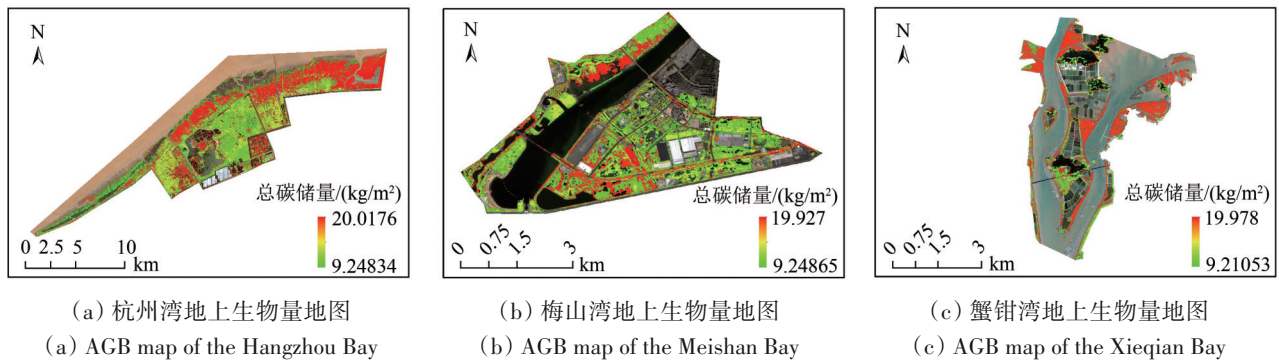 N
总碳储量/(kg/m²)
20.0176
9.24834
0 2.5 5 10
km
N
总碳储量/(kg/m²)
19.927
9.24865
0 0.75 1.5 3
km
N
总碳储量/(kg/m²)
19.978
9.21053
0 0.75 1.5 3
km
(a) 杭州湾地上生物量地图
(a) AGB map of the Hangzhou Bay
(b) 梅山湾地上生物量地图
(b) AGB map of the Meishan Bay
(c) 蟹钳湾地上生物量地图
(c) AGB map of the Xieqian Bay